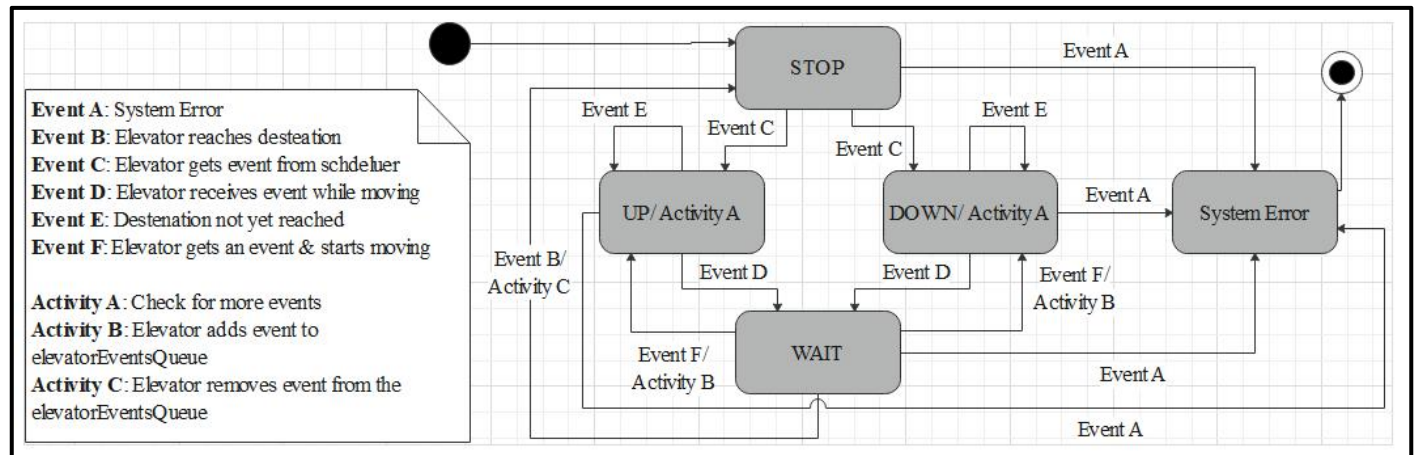 Event A: System Error
Event B: Elevator reaches desteation
Event C: Elevator gets event from schdeluer
Event D: Elevator receives event while moving
Event E: Destenation not yet reached
Event F: Elevator gets an event & starts moving
Activity A: Check for more events
Activity B: Elevator adds event to
elevatorEventsQueue
Activity C: Elevator removes event from the
elevatorEventsQueue
STOP
Event A
Event E
Event C
Event C
Event E
UP/ Activity A
DOWN/ Activity A
Event A
System Error
Event B/
Activity C
Event D
Event D
Event F/
Activity B
Event F/
Activity B
WAIT
Event A
Event A